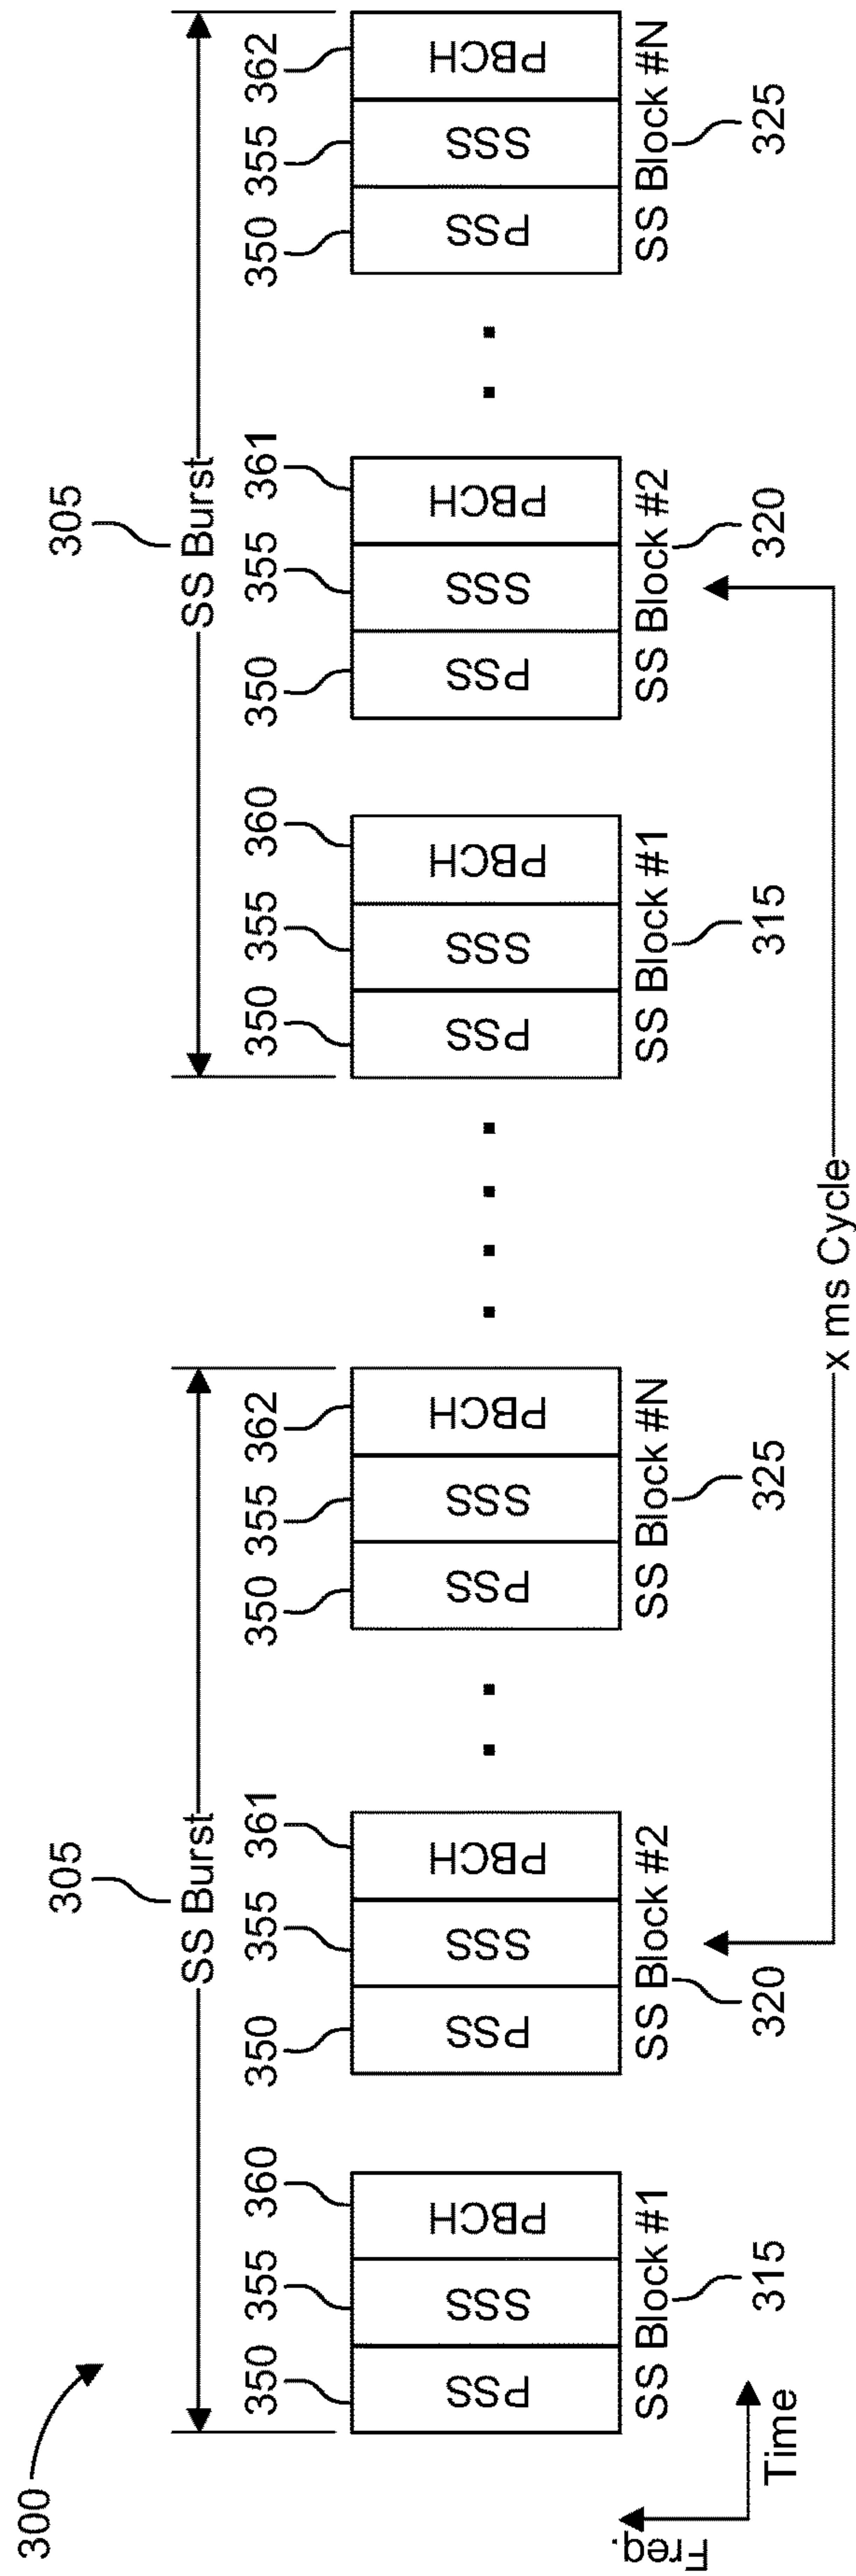 300
305
305
SS Burst
SS Burst
350 355 360 350 355 361 350 355 362 350 355 360 350 355 361 350 355 362
PSS SSS PBCH PSS SSS PBCH . . PSS SSS PBCH . . . . PSS SSS PBCH PSS SSS PBCH . . PSS SSS PBCH
SS Block #1 SS Block #2 SS Block #N SS Block #1 SS Block #2 SS Block #N
315 320 325 315 320 325
x ms Cycle
Freq.
Time